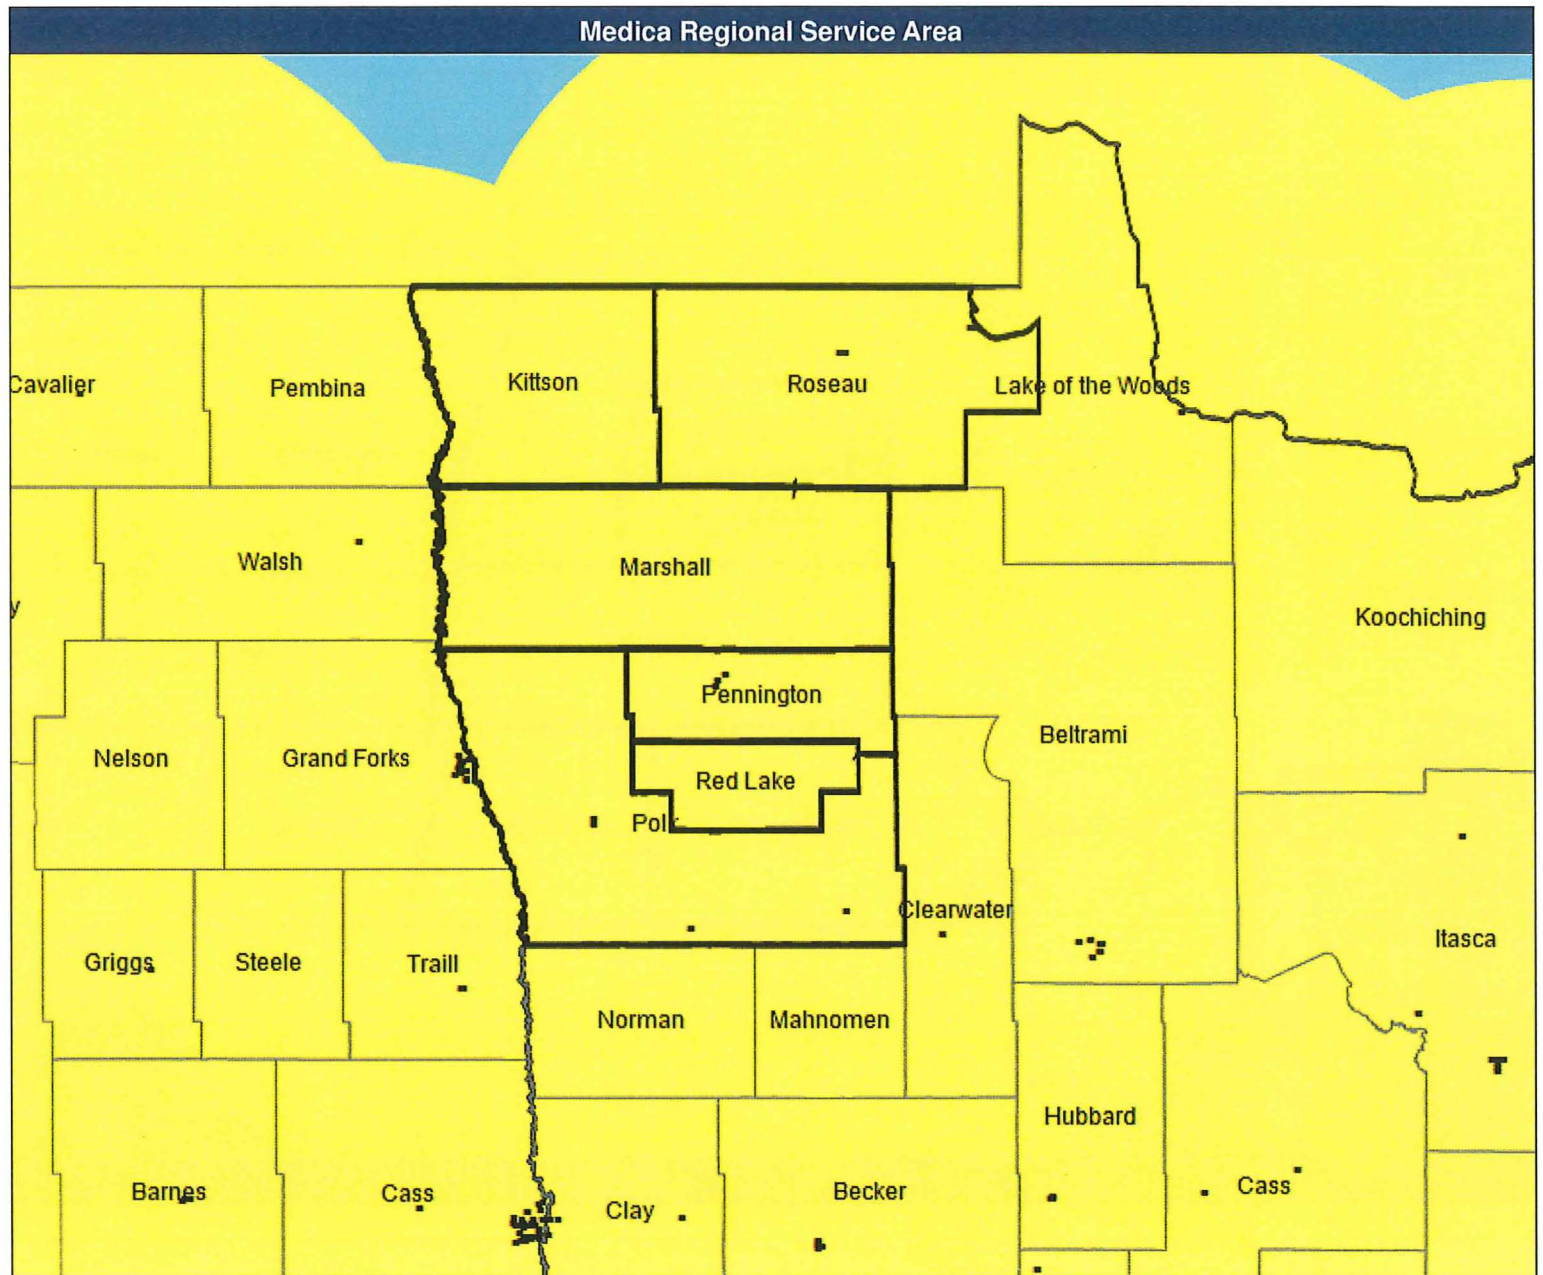 Medica Regional Service Area
Kittson
Roseau
Lake of the Woods
Cavalier
Pembina
Walsh
Marshall
y
Koochiching
Pennington
Beltrami
Nelson
Grand Forks
Red Lake
Polk
Clearwater
Itasca
Griggs
Steele
Traill
Norman
Mahnomen
Hubbard
Barnes
Cass
Clay
Becker
Cass